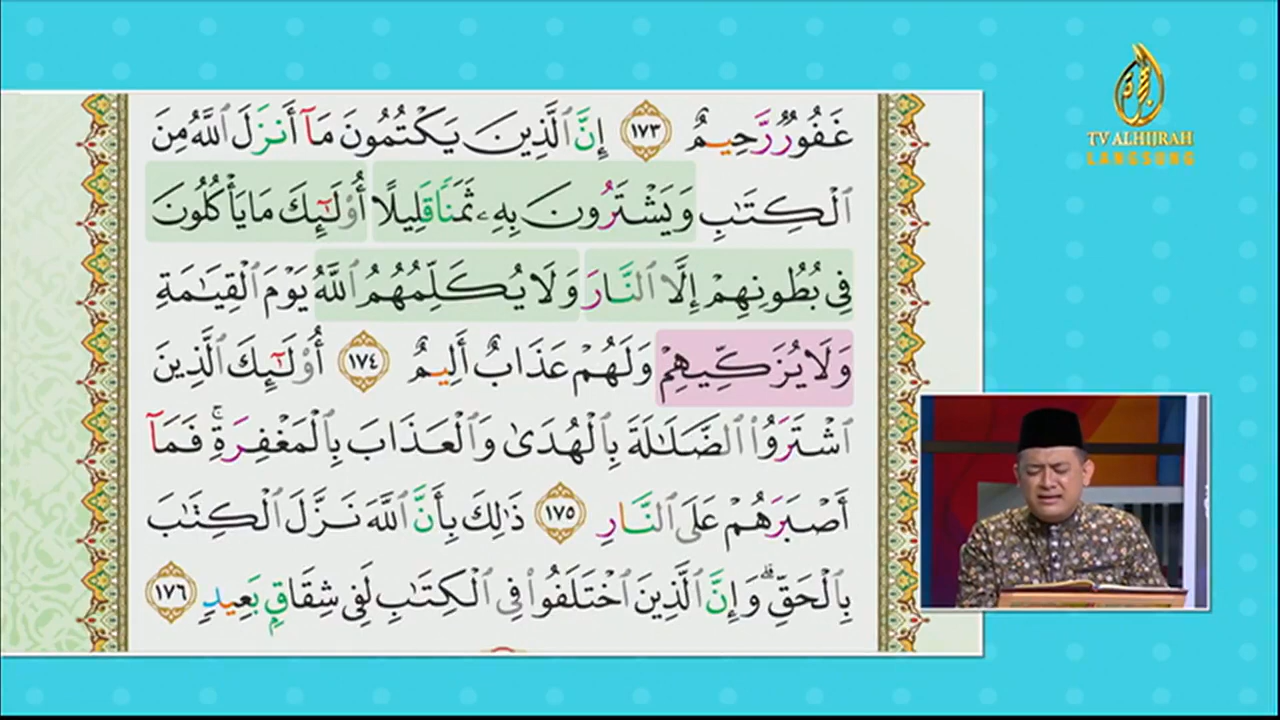 غَفُورٌ رَّحِيمٌ ١٧٣ إِنَّ ٱلَّذِينَ يَكْتُمُونَ مَآ أَنزَلَ ٱللَّهُ مِنَ
ٱلْكِتَٰبِ وَيَشْتَرُونَ بِهِۦ ثَمَنًا قَلِيلًا أُو۟لَٰٓئِكَ مَا يَأْكُلُونَ
فِى بُطُونِهِمْ إِلَّا ٱلنَّارَ وَلَا يُكَلِّمُهُمُ ٱللَّهُ يَوْمَ ٱلْقِيَٰمَةِ
وَلَا يُزَكِّيهِمْ وَلَهُمْ عَذَابٌ أَلِيمٌ ١٧٤ أُو۟لَٰٓئِكَ ٱلَّذِينَ
ٱشْتَرَوُا۟ ٱلضَّلَٰلَةَ بِٱلْهُدَىٰ وَٱلْعَذَابَ بِٱلْمَغْفِرَةِ ۚ فَمَآ
أَصْبَرَهُمْ عَلَى ٱلنَّارِ ١٧٥ ذَٰلِكَ بِأَنَّ ٱللَّهَ نَزَّلَ ٱلْكِتَٰبَ
بِٱلْحَقِّ ۗ وَإِنَّ ٱلَّذِينَ ٱخْتَلَفُوا۟ فِى ٱلْكِتَٰبِ لَفِى شِقَاقٍۭ بَعِيدٍ ١٧٦
TV ALHIJRAH
LANGSUNG